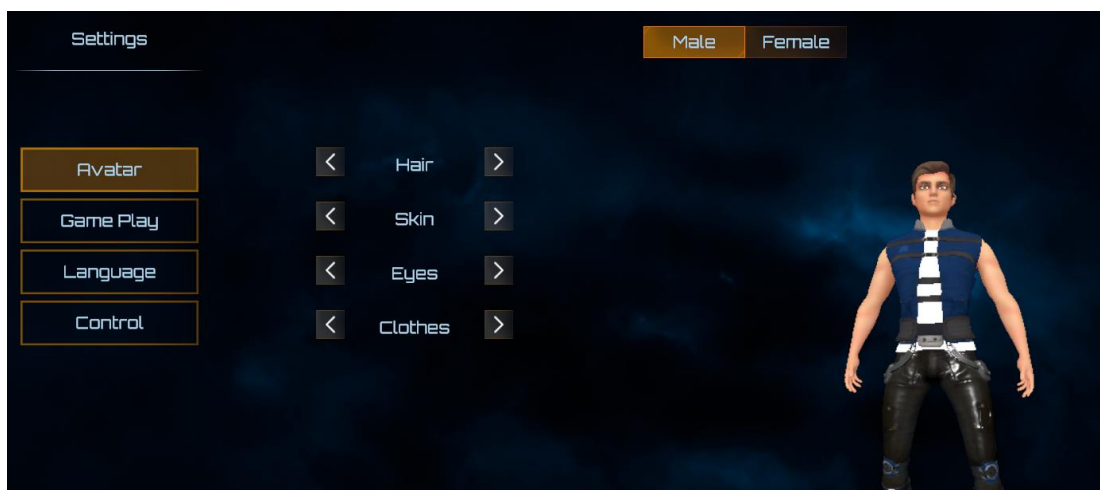 Settings
Male Female
Avatar
Game Play
Language
Control
Hair
Skin
Eyes
Clothes